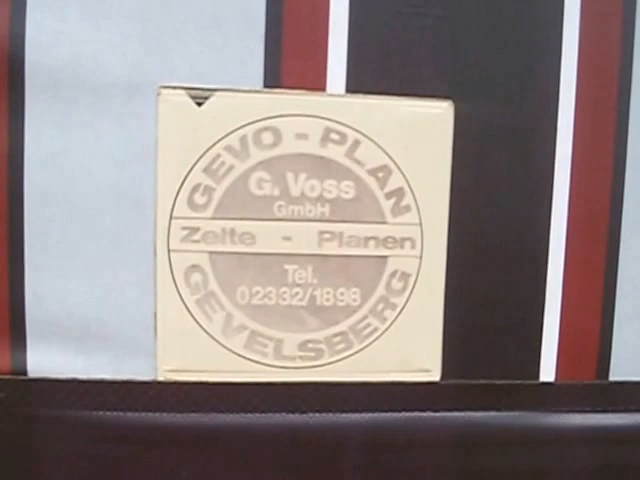 GEVO - PLAN
G. Voss
GmbH
Zelte - Planen
Tel.
02332/1898
GEVELSBERG